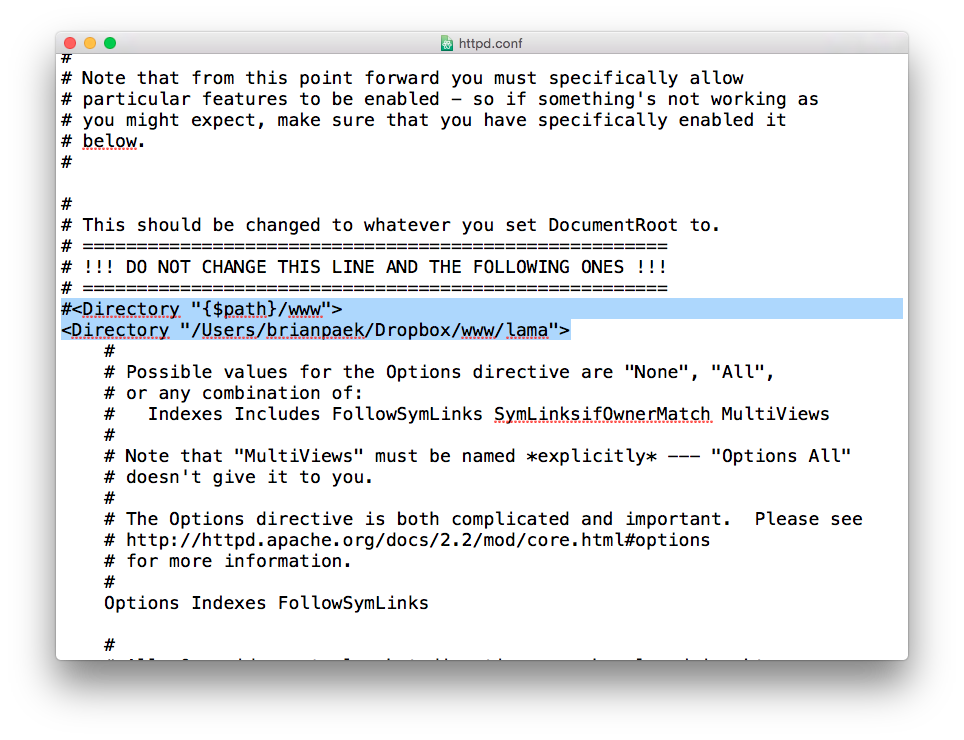 httpd.conf
#
# Note that from this point forward you must specifically allow
# particular features to be enabled - so if something's not working as
# you might expect, make sure that you have specifically enabled it
# below.
#
#
# This should be changed to whatever you set DocumentRoot to.
# ======================================================
# !!! DO NOT CHANGE THIS LINE AND THE FOLLOWING ONES !!!
# ======================================================
#<Directory "{$path}/www">
<Directory "/Users/brianpaek/Dropbox/www/lama">
    #
    # Possible values for the Options directive are "None", "All",
    # or any combination of:
    #   Indexes Includes FollowSymLinks SymLinksifOwnerMatch MultiViews
    #
    # Note that "MultiViews" must be named *explicitly* --- "Options All"
    # doesn't give it to you.
    #
    # The Options directive is both complicated and important.  Please see
    # http://httpd.apache.org/docs/2.2/mod/core.html#options
    # for more information.
    #
    Options Indexes FollowSymLinks
    #